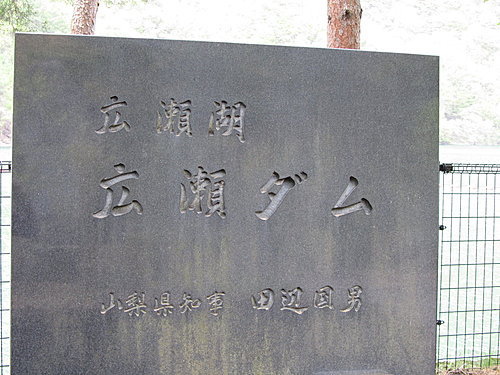 広瀬湖
広瀬ダム
山梨県知事 田辺国男